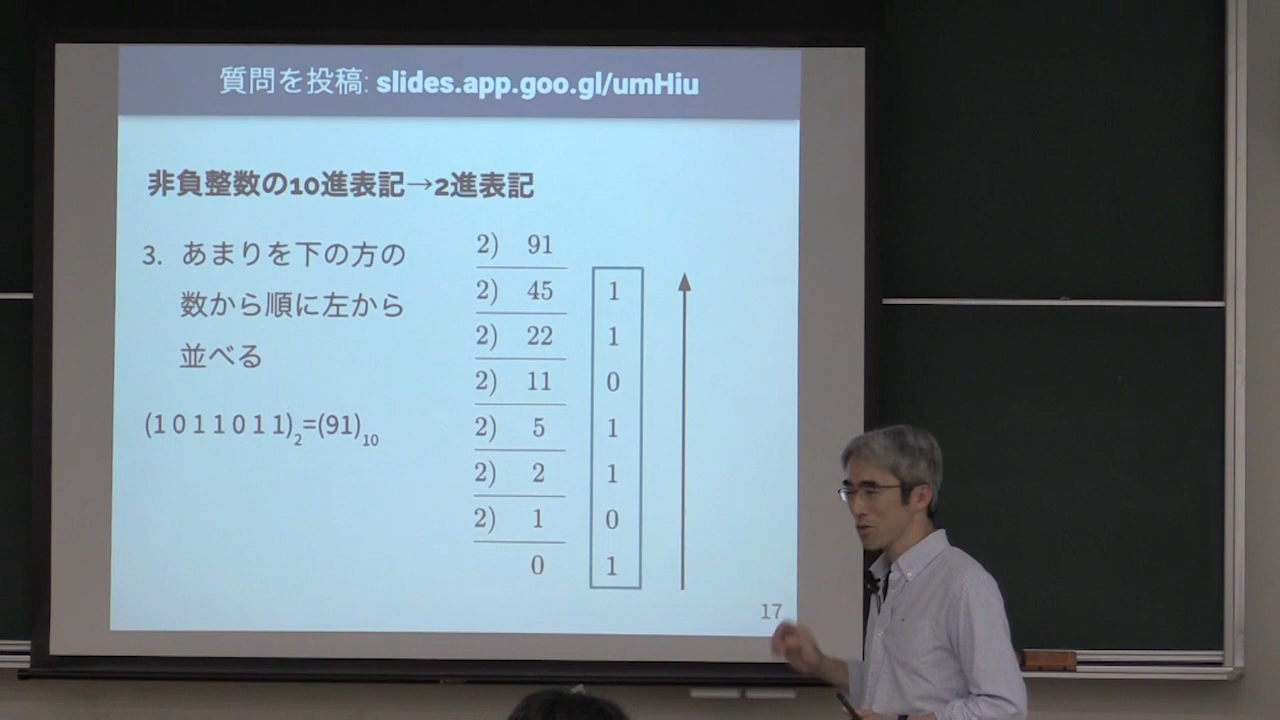 質問を投稿: slides.app.goo.gl/umHiu
非負整数の10進表記→2進表記
3. あまりを下の方の
数から順に左から
並べる
(1 0 1 1 0 1 1)2=(91)10
2) 91
2) 45 1
2) 22 1
2) 11 0
2) 5 1
2) 2 1
2) 1 0
0 1
17